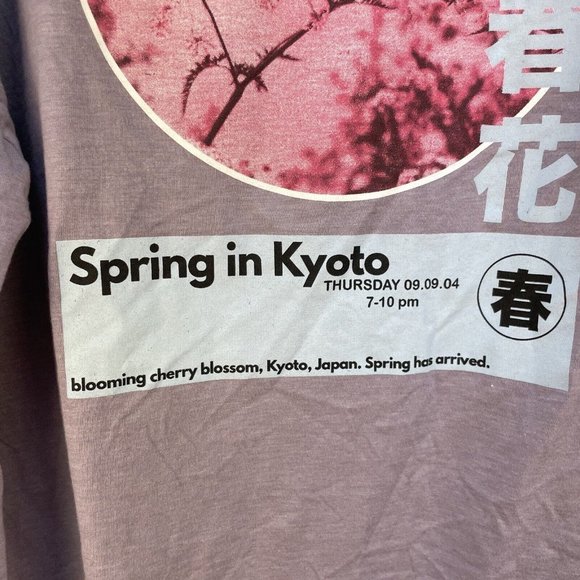 春
花
Spring in Kyoto
THURSDAY 09.09.04
7-10 pm
春
blooming cherry blossom, Kyoto, Japan. Spring has arrived.